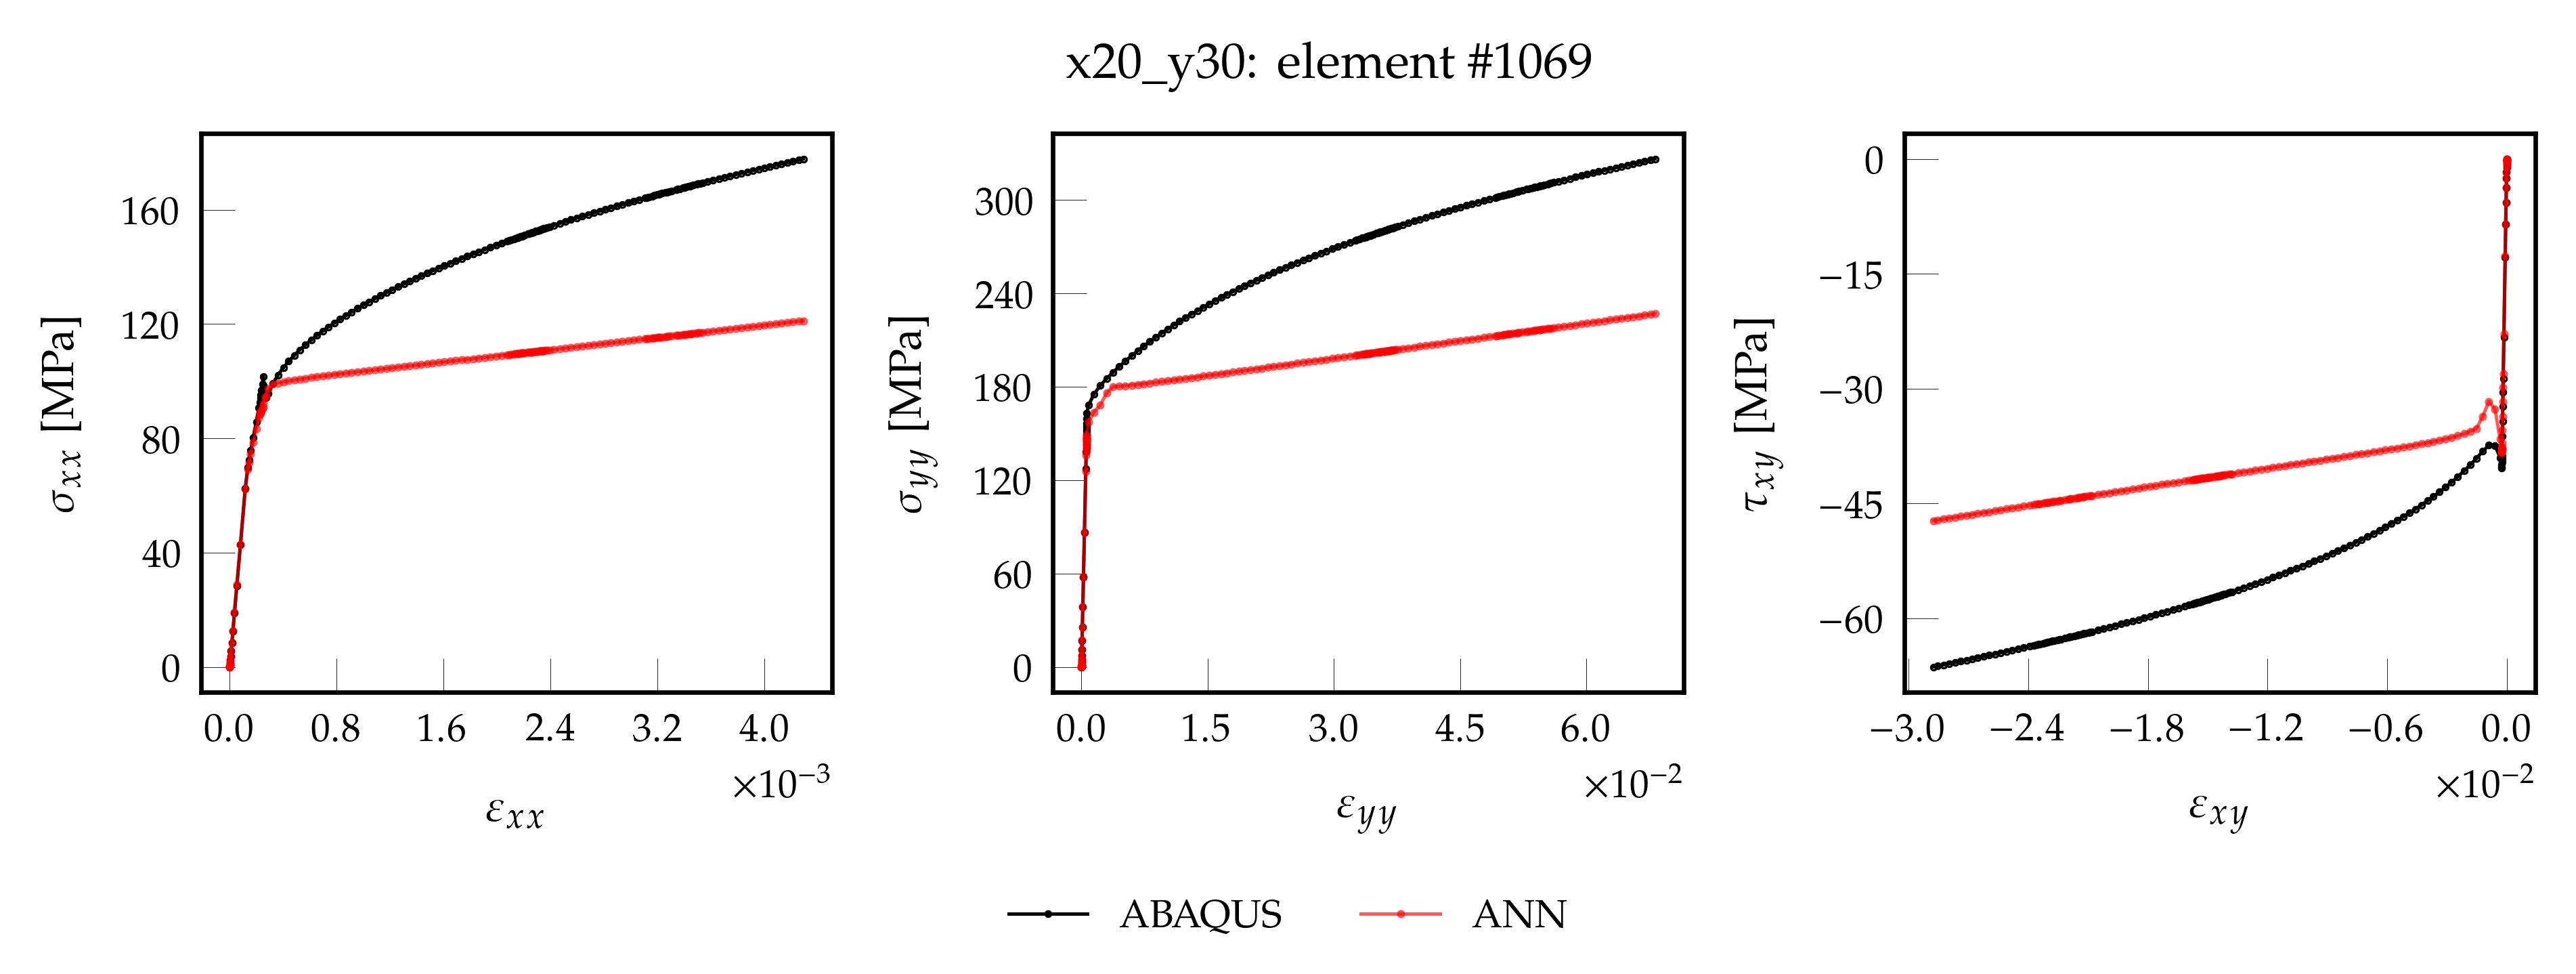 x20_y30: element #1069
σxx [MPa]
160
120
80
40
0
0.0 0.8 1.6 2.4 3.2 4.0
×10−3
εxx
σyy [MPa]
300
240
180
120
60
0
0.0 1.5 3.0 4.5 6.0
×10−2
εyy
τxy [MPa]
0
−15
−30
−45
−60
−3.0 −2.4 −1.8 −1.2 −0.6 0.0
×10−2
εxy
ABAQUS ANN